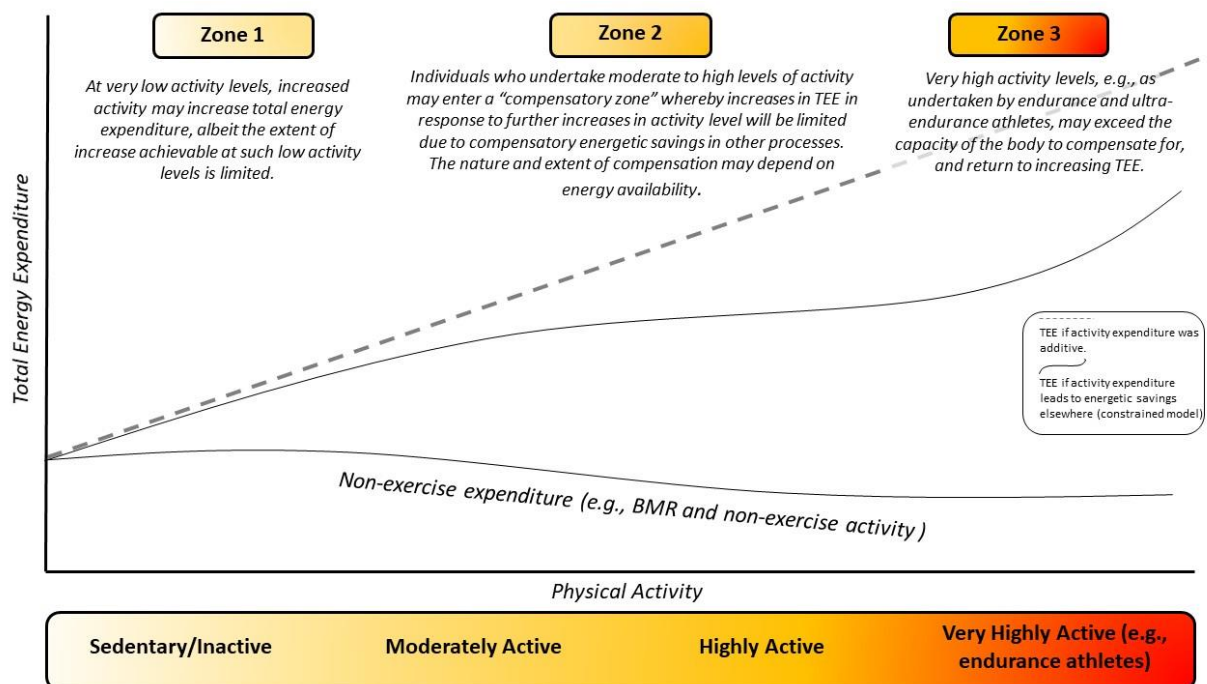 Zone 1
At very low activity levels, increased
activity may increase total energy
expenditure, albeit the extent of
increase achievable at such low activity
levels is limited.
Zone 2
Individuals who undertake moderate to high levels of activity
may enter a “compensatory zone” whereby increases in TEE in
response to further increases in activity level will be limited
due to compensatory energetic savings in other processes.
The nature and extent of compensation may depend on
energy availability.
Zone 3
Very high activity levels, e.g., as
undertaken by endurance and ultra-
endurance athletes, may exceed the
capacity of the body to compensate for,
and return to increasing TEE.
Total Energy Expenditure
TEE if activity expenditure was
additive.
TEE if activity expenditure
leads to energetic savings
elsewhere (constrained model)
Non-exercise expenditure (e.g., BMR and non-exercise activity )
Physical Activity
Sedentary/Inactive
Moderately Active
Highly Active
Very Highly Active (e.g.,
endurance athletes)